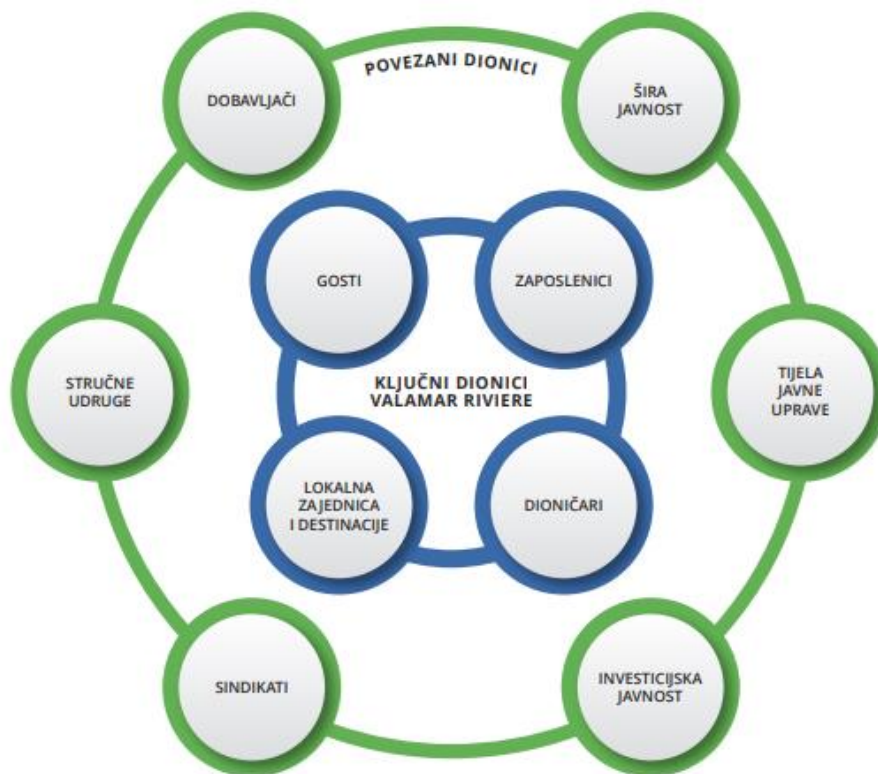 POVEZANI DIONICI
DOBAVLJAČI
ŠIRA
JAVNOST
GOSTI
ZAPOSLENICI
STRUČNE
UDRUGE
KLJUČNI DIONICI
VALAMAR RIVIERE
TIJELA
JAVNE
UPRAVE
LOKALNA
ZAJEDNICA
I DESTINACIJE
DIONIČARI
SINDIKATI
INVESTICIJSKA
JAVNOST